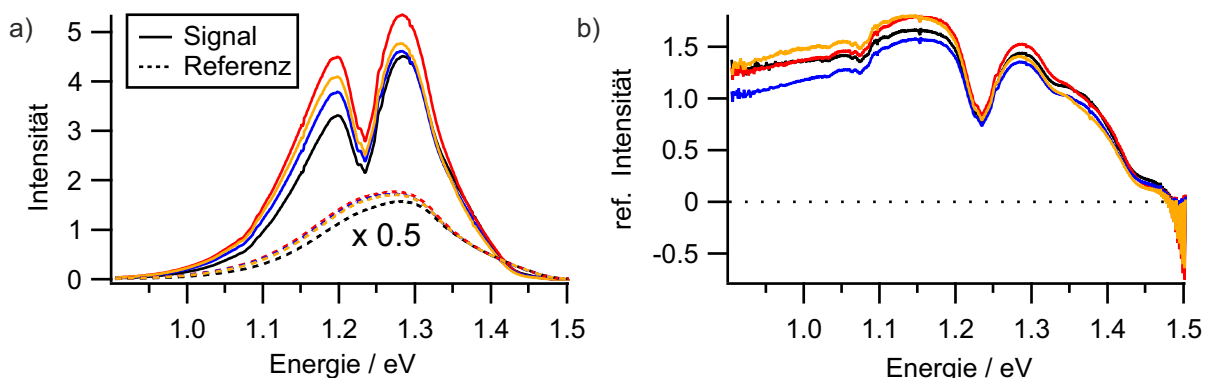 a)
Signal
Referenz
Intensität
5
4
3
2
1
0
x 0.5
1.0 1.1 1.2 1.3 1.4 1.5
Energie / eV
b)
ref. Intensität
1.5
1.0
0.5
0
-0.5
1.0 1.1 1.2 1.3 1.4 1.5
Energie / eV